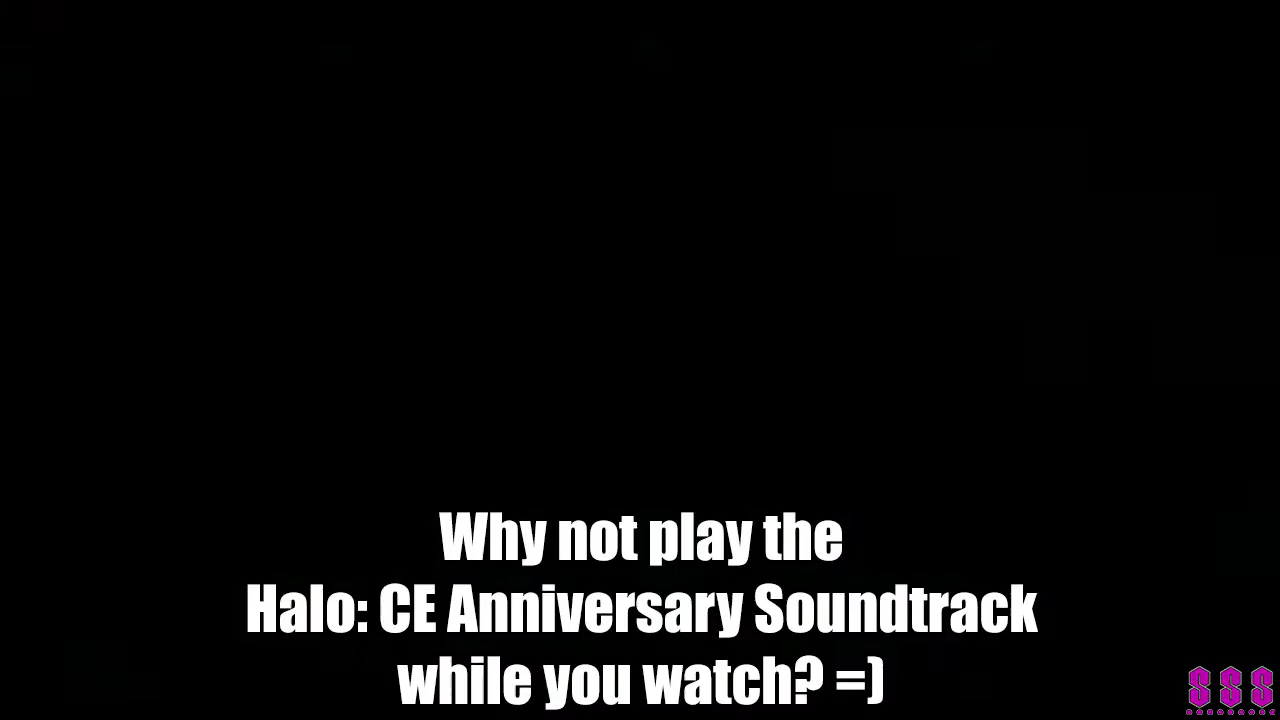 Why not play the
Halo: CE Anniversary Soundtrack
while you watch? =)
SSS